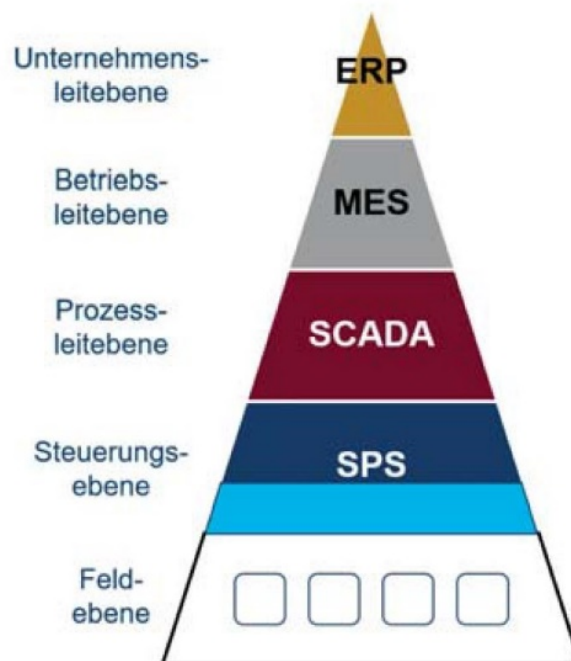 Unternehmens-
leitebene
ERP
Betriebs-
leitebene
MES
Prozess-
leitebene
SCADA
Steuerungs-
ebene
SPS
Feld-
ebene